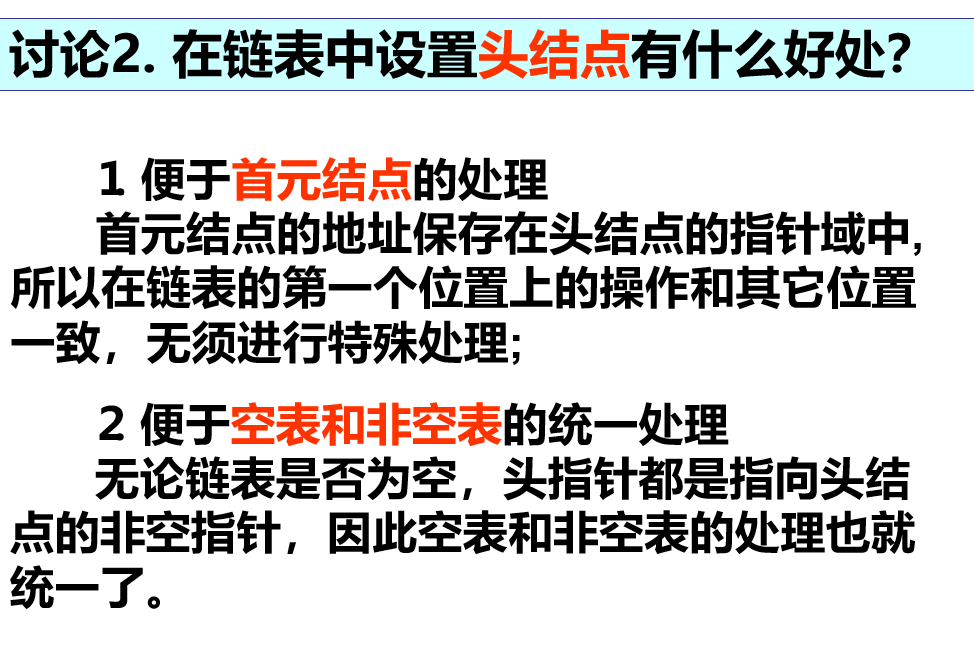 讨论2. 在链表中设置头结点有什么好处?
1 便于首元结点的处理
首元结点的地址保存在头结点的指针域中,
所以在链表的第一个位置上的操作和其它位置
一致，无须进行特殊处理;
2 便于空表和非空表的统一处理
无论链表是否为空，头指针都是指向头结
点的非空指针，因此空表和非空表的处理也就
统一了。